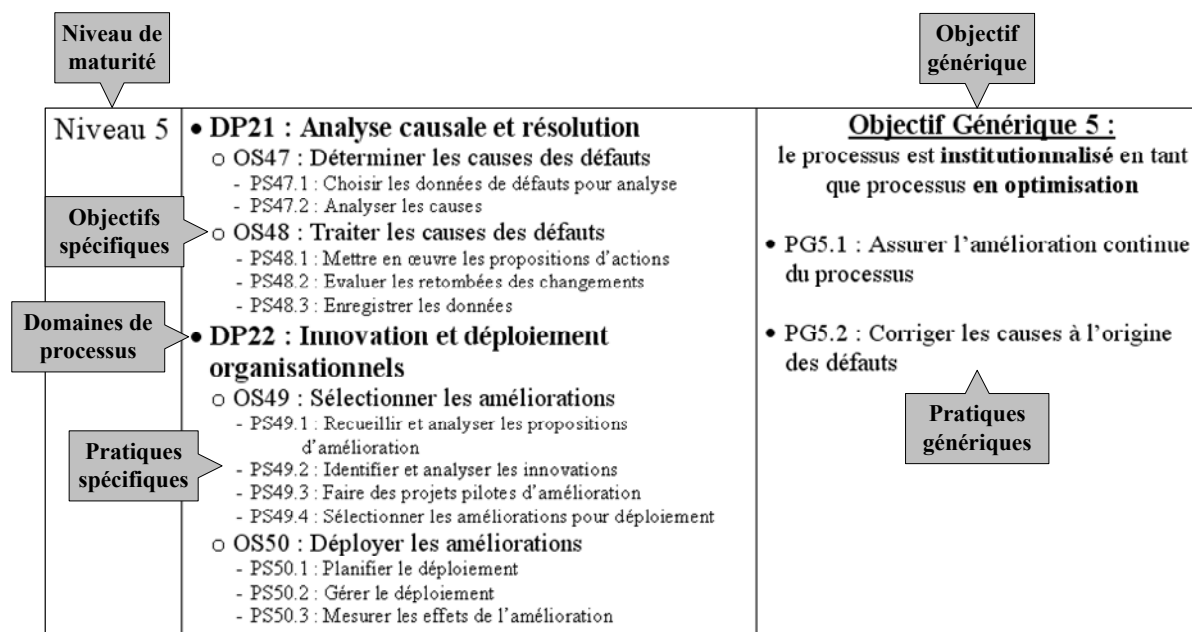 Niveau de
maturité
Objectif
générique
Niveau 5
• DP21 : Analyse causale et résolution
o OS47 : Déterminer les causes des défauts
- PS47.1 : Choisir les données de défauts pour analyse
- PS47.2 : Analyser les causes
Objectifs
spécifiques
o OS48 : Traiter les causes des défauts
- PS48.1 : Mettre en œuvre les propositions d'actions
- PS48.2 : Evaluer les retombées des changements
- PS48.3 : Enregistrer les données
Domaines de
processus
• DP22 : Innovation et déploiement
organisationnels
o OS49 : Sélectionner les améliorations
- PS49.1 : Recueillir et analyser les propositions
d'amélioration
Pratiques
spécifiques
- PS49.2 : Identifier et analyser les innovations
- PS49.3 : Faire des projets pilotes d'amélioration
- PS49.4 : Sélectionner les améliorations pour déploiement
o OS50 : Déployer les améliorations
- PS50.1 : Planifier le déploiement
- PS50.2 : Gérer le déploiement
- PS50.3 : Mesurer les effets de l'amélioration
Objectif Générique 5 :
le processus est institutionnalisé en tant
que processus en optimisation
• PG5.1 : Assurer l'amélioration continue
du processus
• PG5.2 : Corriger les causes à l'origine
des défauts
Pratiques
génériques